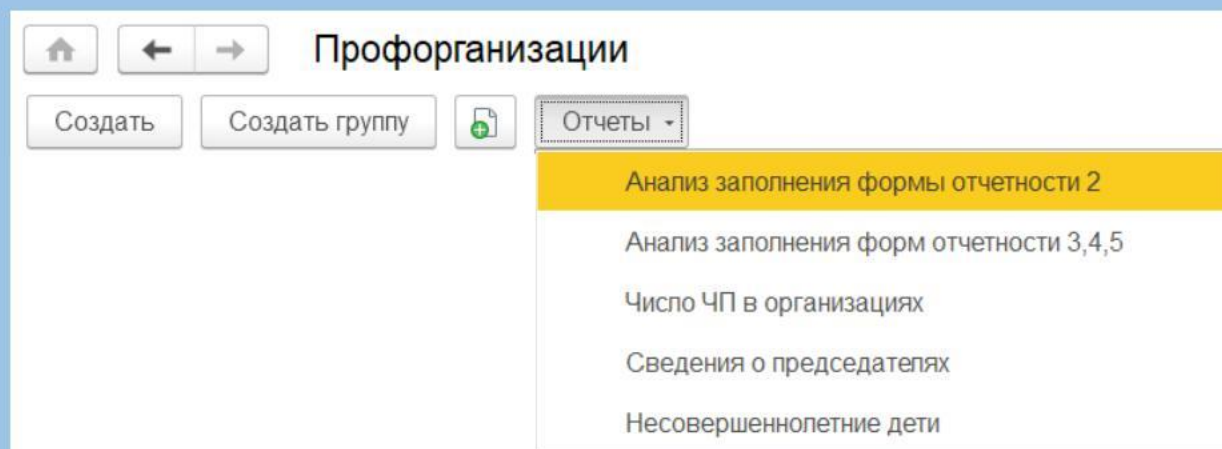 Профорганизации
Создать Создать группу Отчеты
Анализ заполнения формы отчетности 2
Анализ заполнения форм отчетности 3,4,5
Число ЧП в организациях
Сведения о председателях
Несовершеннолетние дети